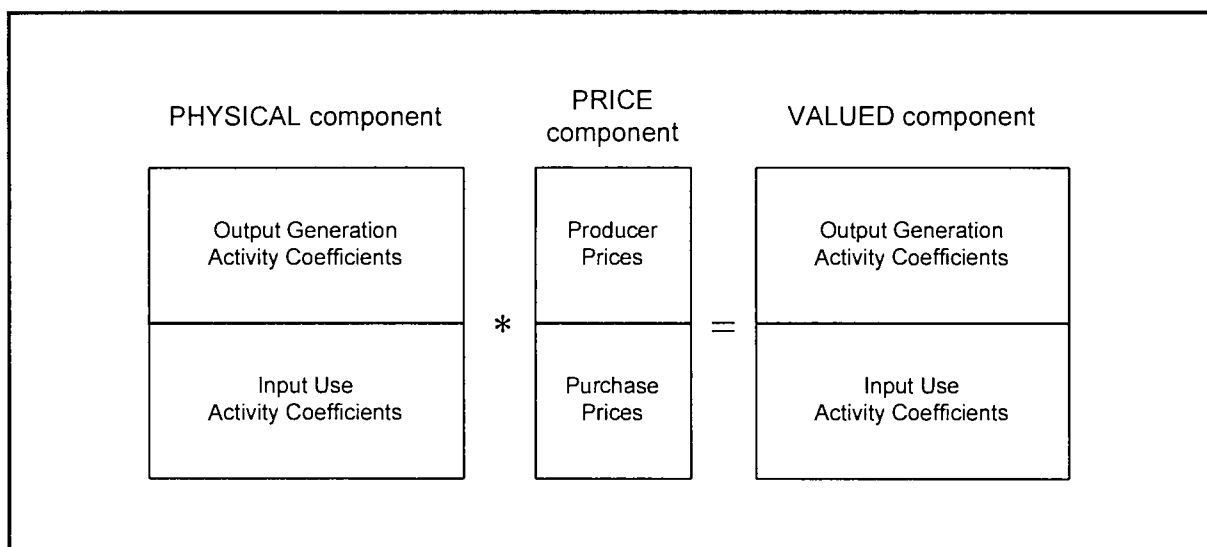 PHYSICAL component
PRICE
component
VALUED component
Output Generation
Activity Coefficients
Producer
Prices
Output Generation
Activity Coefficients
*
=
Input Use
Activity Coefficients
Purchase
Prices
Input Use
Activity Coefficients